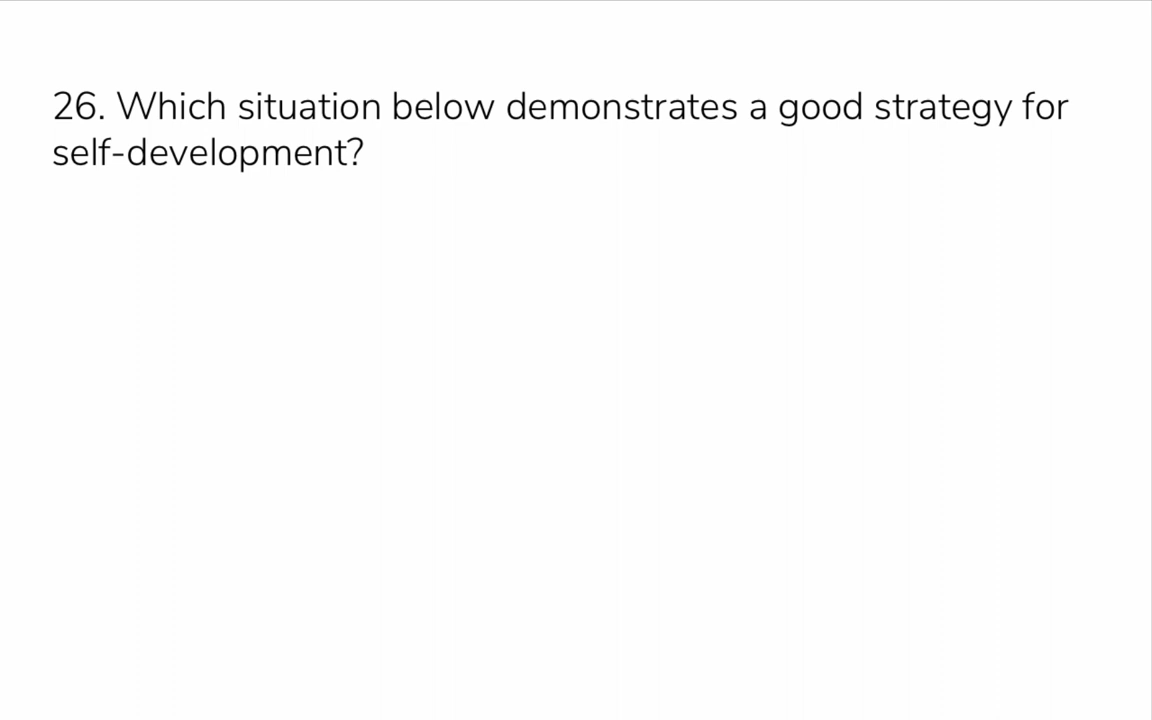 26. Which situation below demonstrates a good strategy for
self-development?